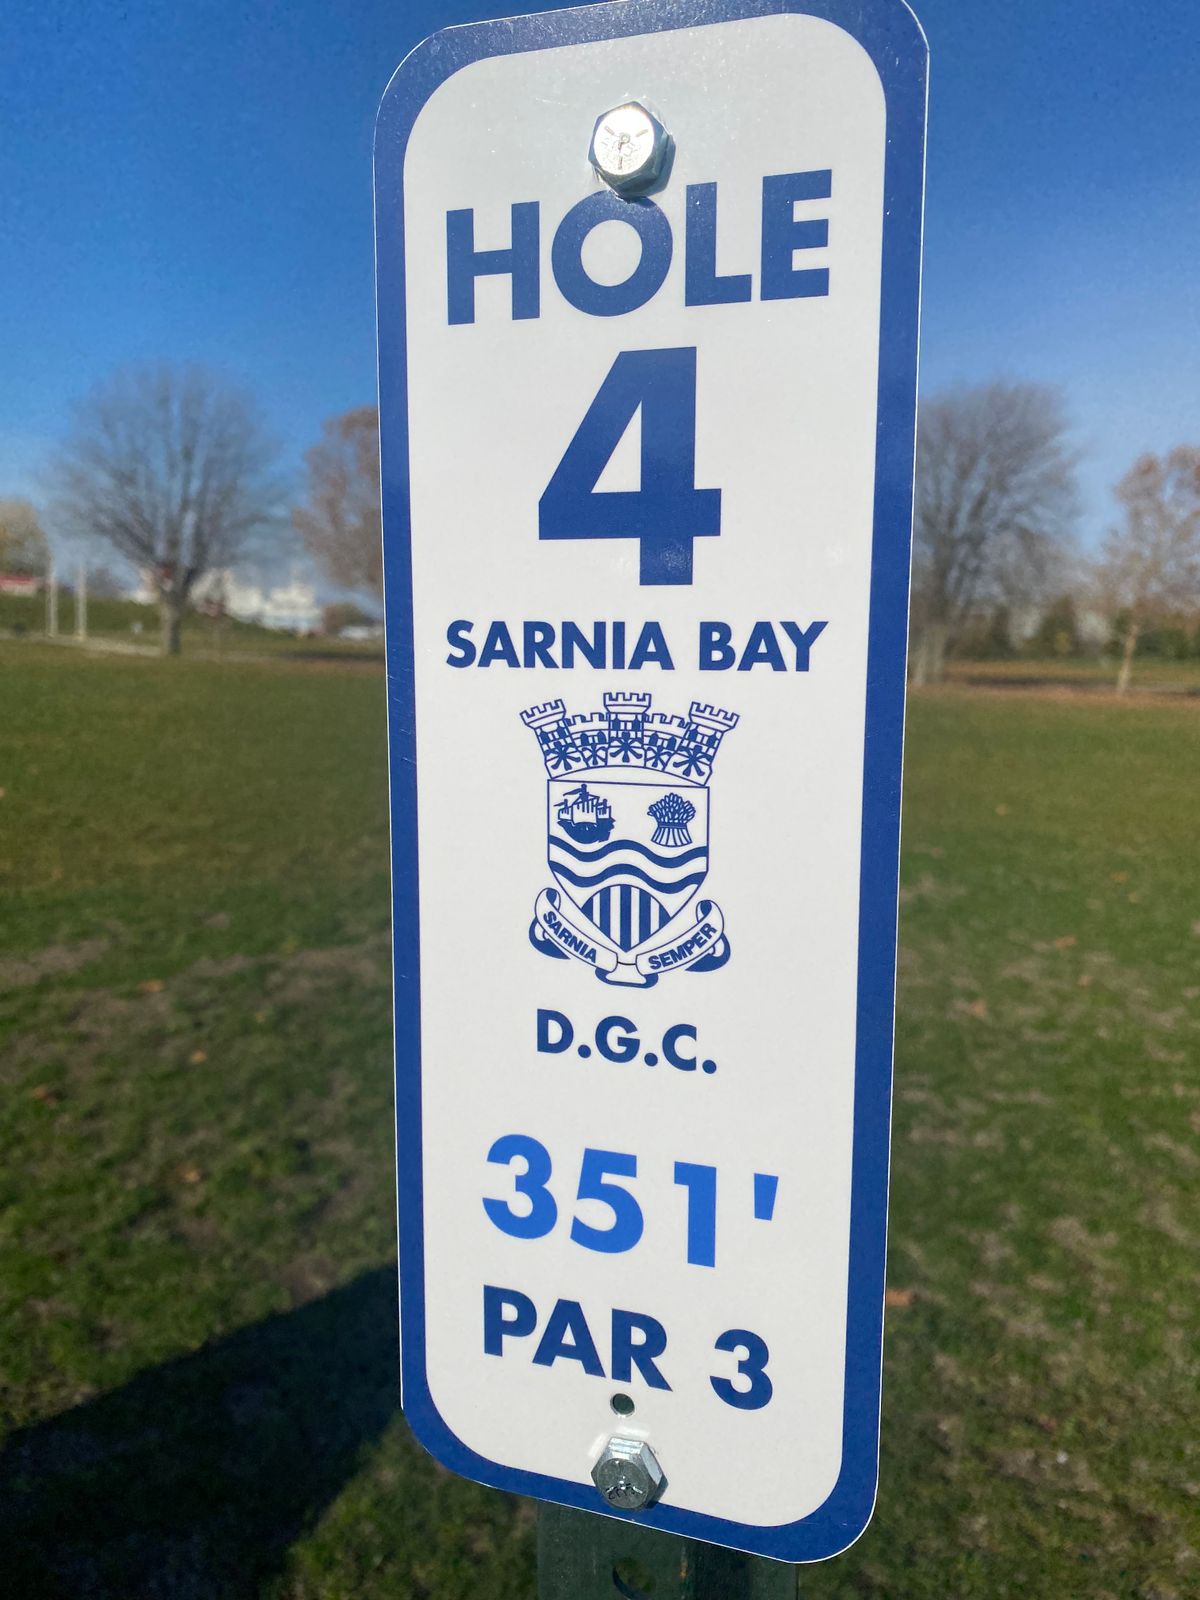 HOLE
4
SARNIA BAY
SARNIA SEMPER
D.G.C.
351'
PAR 3